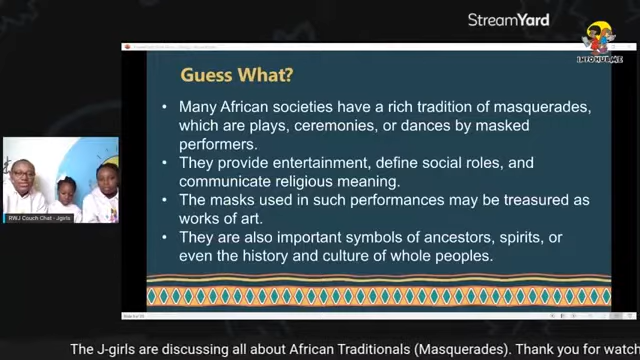 StreamYard
INFO HUB ME
Guess What?
• Many African societies have a rich tradition of masquerades,
which are plays, ceremonies, or dances by masked
performers.
• They provide entertainment, define social roles, and
communicate religious meaning.
• The masks used in such performances may be treasured as
works of art.
• They are also important symbols of ancestors, spirits, or
even the history and culture of whole peoples.
RWJ Couch Chat - Jgirls
The J-girls are discussing all about African Traditionals (Masquerades). Thank you for watch